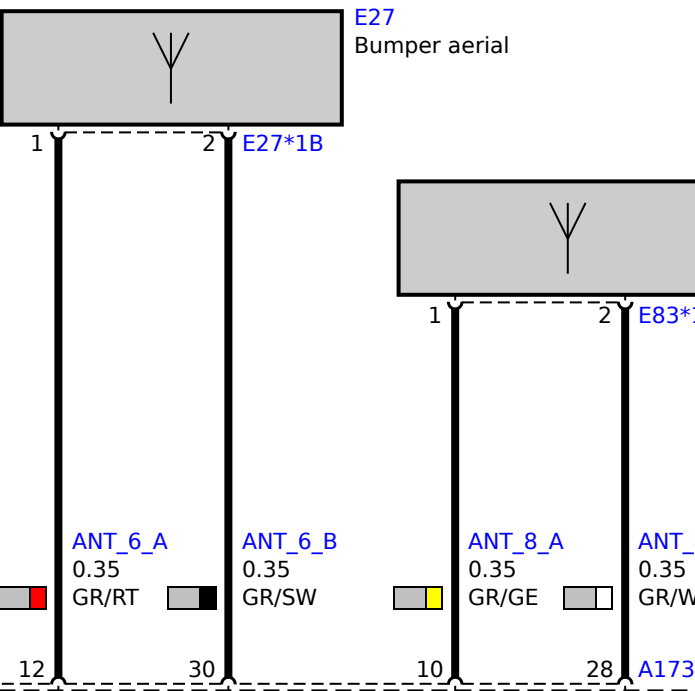 E27
Bumper aerial
1
2
E27*1B
1
2
ANT_6_A
0.35
GR/RT
ANT_6_B
0.35
GR/SW
ANT_8_A
0.35
GR/GE
0.35
12
30
10
28
A173